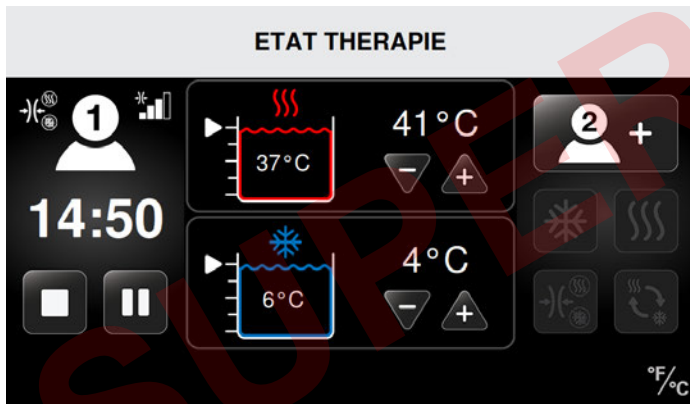 ETAT THERAPIE
1
14:50
37°C
41°C
- +
6°C
4°C
- +
2 +
°F/°C
SUPER